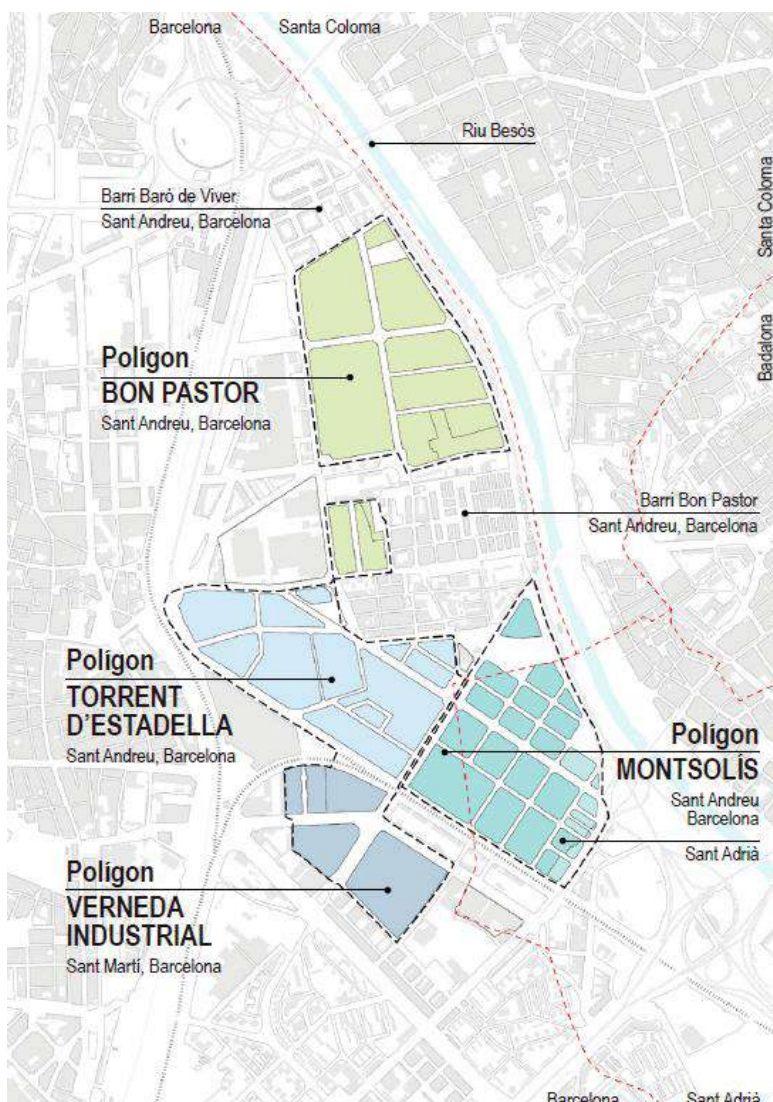 Barcelona
Santa Coloma
Riu Besòs
Barri Baró de Viver
Sant Andreu, Barcelona
Santa Coloma
Badalona
Polígon
BON PASTOR
Sant Andreu, Barcelona
Barri Bon Pastor
Sant Andreu, Barcelona
Polígon
TORRENT
D'ESTADELLA
Sant Andreu, Barcelona
Polígon
MONTSOLÍS
Sant Andreu
Barcelona
Sant Adrià
Polígon
VERNEDA
INDUSTRIAL
Sant Martí, Barcelona
Barcelona
Sant Adrià